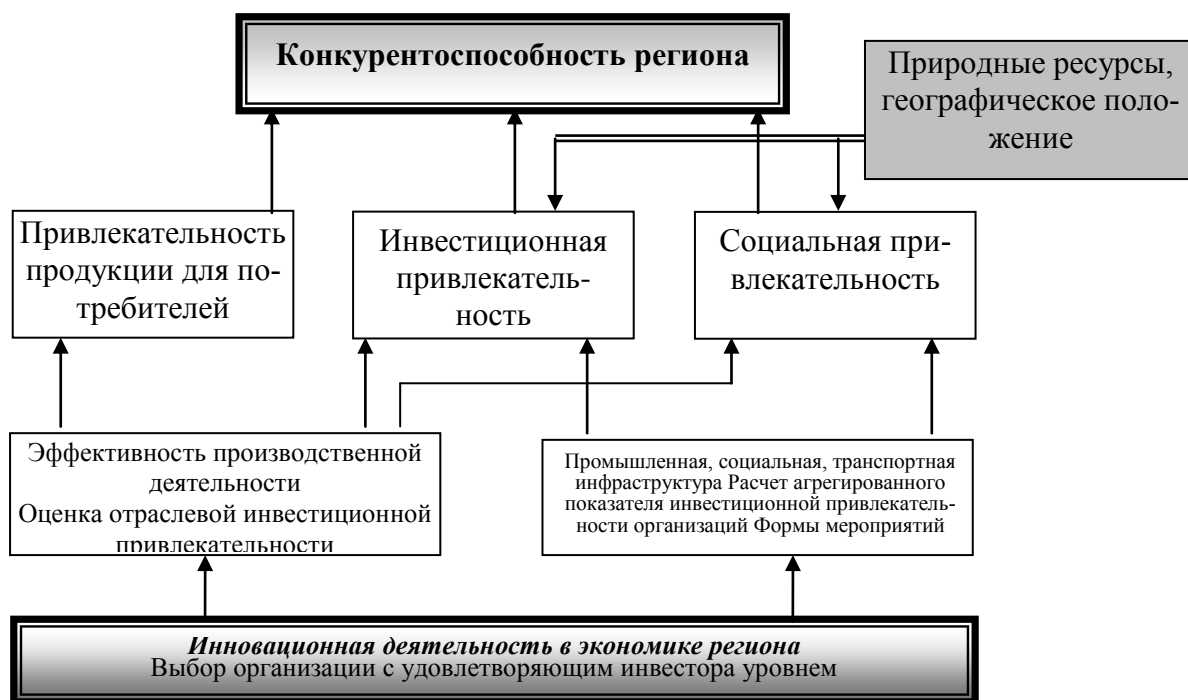 Конкурентоспособность региона
Природные ресурсы,
географическое поло-
жение
Привлекательность
продукции для по-
требителей
Инвестиционная
привлекатель-
ность
Социальная при-
влекательность
Эффективность производственной
деятельности
Оценка отраслевой инвестиционной
привлекательности
Промышленная, социальная, транспортная
инфраструктура Расчет агрегированного
показателя инвестиционной привлекатель-
ности организаций Формы мероприятий
Инновационная деятельность в экономике региона
Выбор организации с удовлетворяющим инвестора уровнем